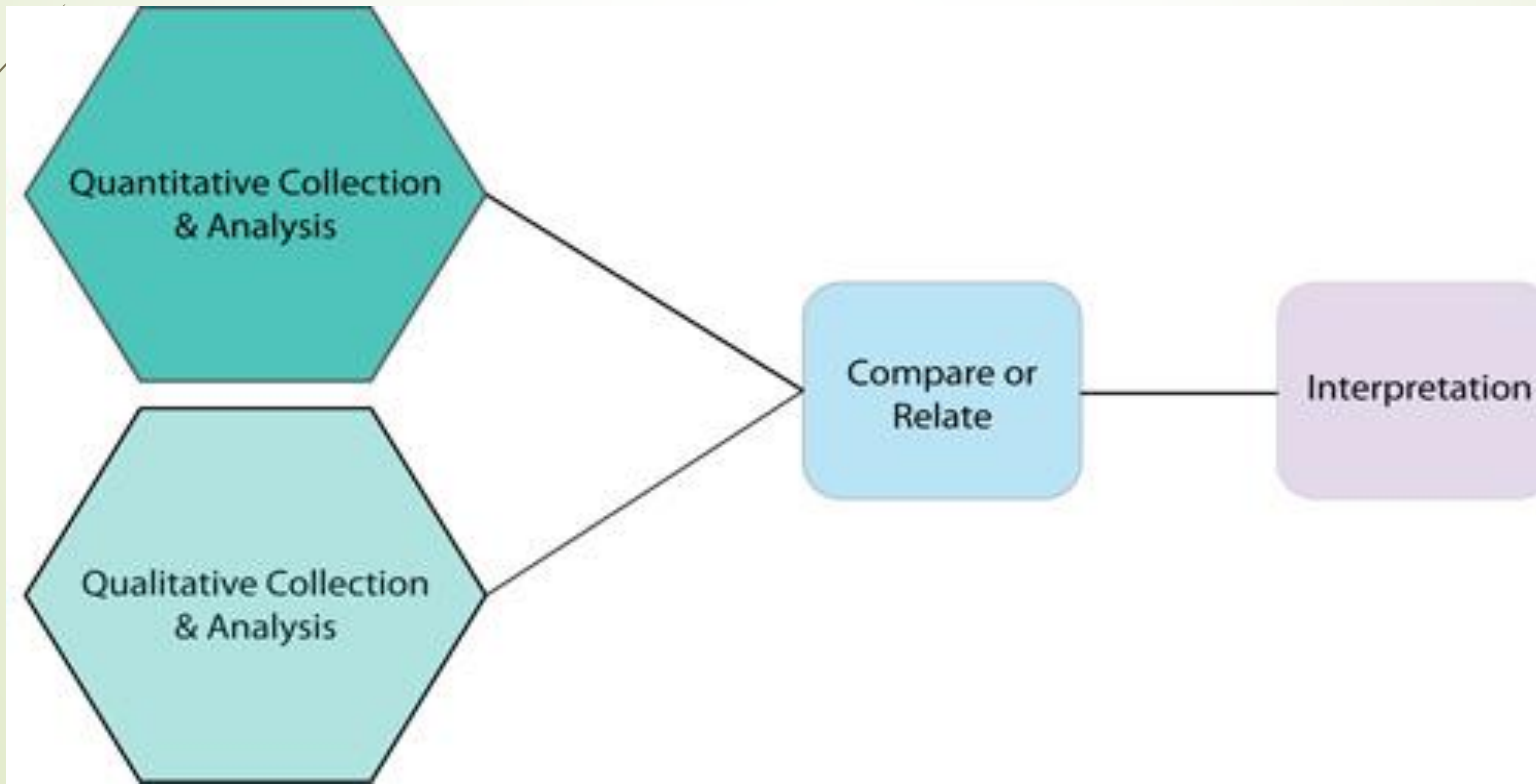 Quantitative Collection
& Analysis
Qualitative Collection
& Analysis
Compare or
Relate
Interpretation